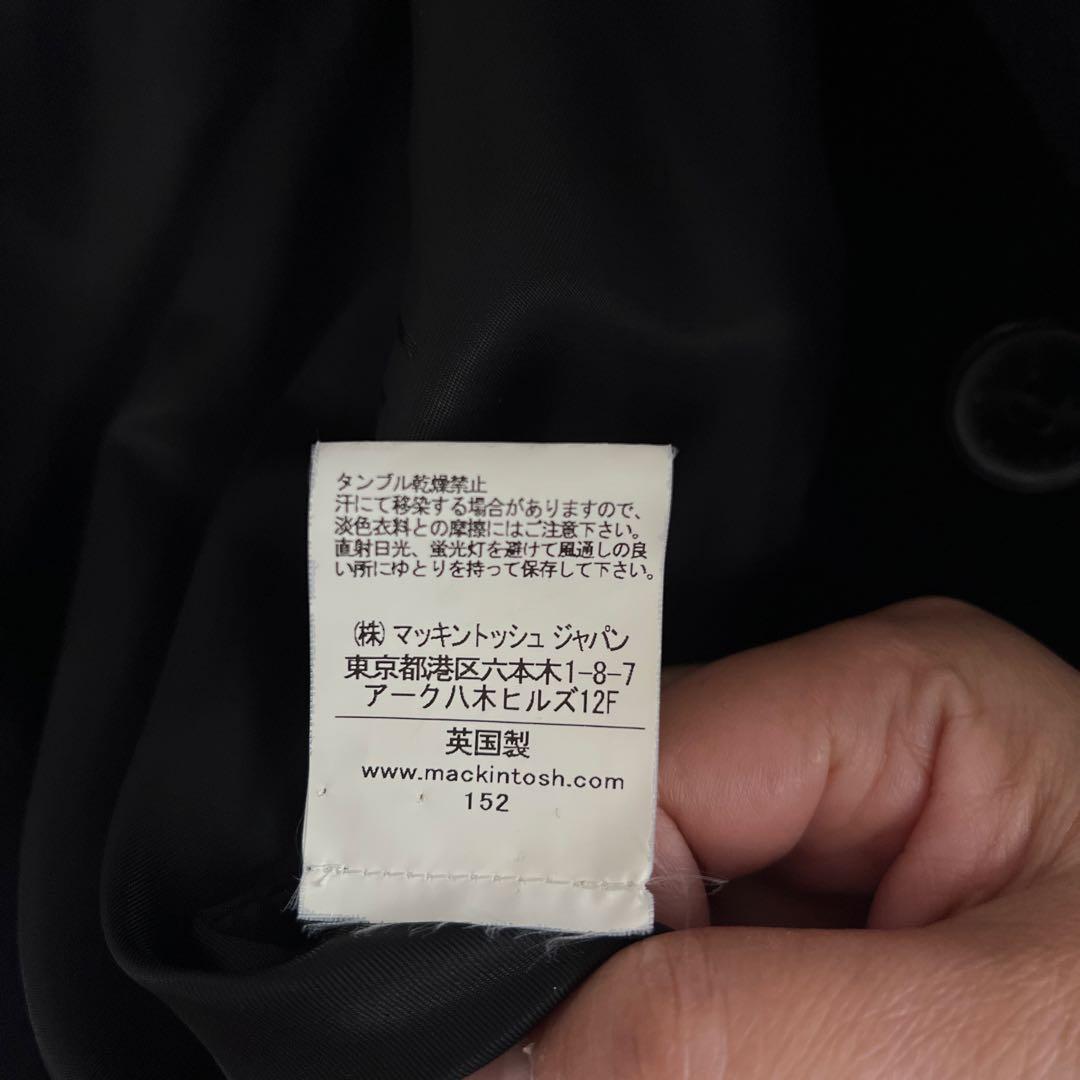 タンブル乾燥禁止
汗にて移染する場合がありますので、
淡色衣料との摩擦にはご注意下さい。
直射日光、蛍光灯を避けて風通しの良
い所にゆとりを持って保存して下さい。
㈱ マッキントッシュ ジャパン
東京都港区六本木1-8-7
アーク八木ヒルズ12F
英国製
www.mackintosh.com
152